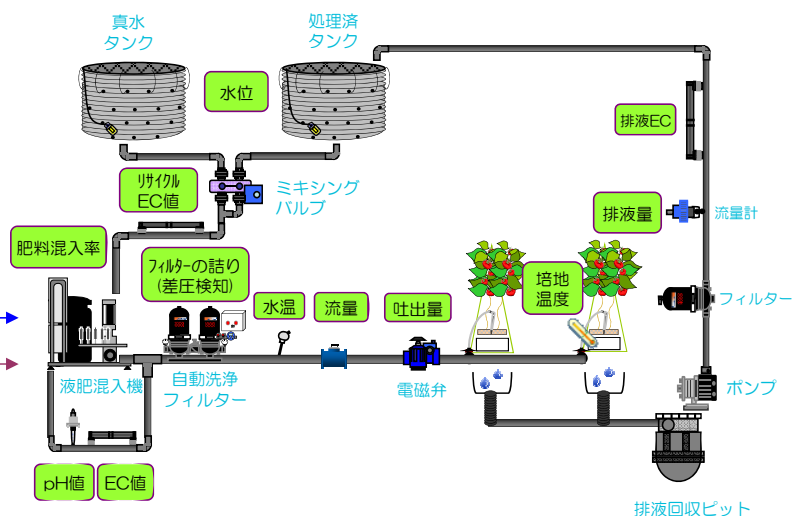 真水
タンク
処理済
タンク
水位
排液EC
リサイクル
EC値
ミキシング
バルブ
排液量
流量計
肥料混入率
フィルターの詰り
(差圧検知)
水温
流量
吐出量
培地
温度
フィルター
液肥混入機
自動洗浄
フィルター
電磁弁
ポンプ
pH値
EC値
排液回収ピット